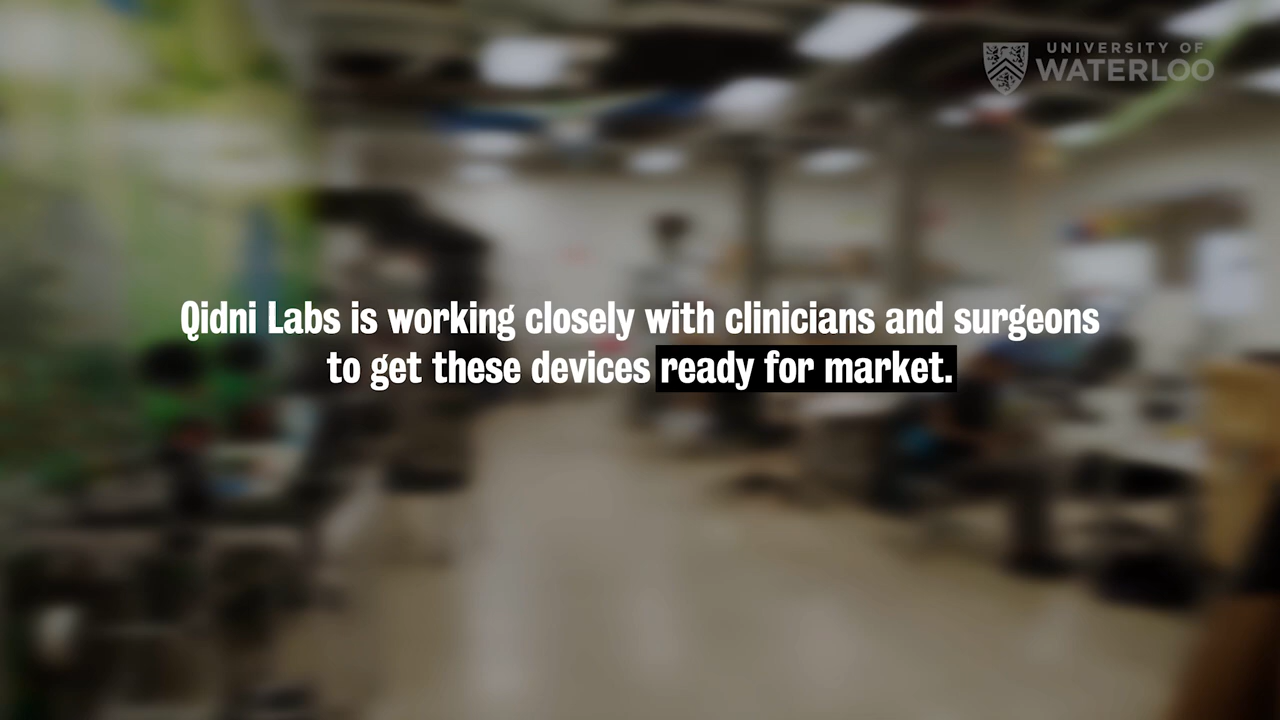 UNIVERSITY OF
WATERLOO
Qidni Labs is working closely with clinicians and surgeons
to get these devices ready for market.